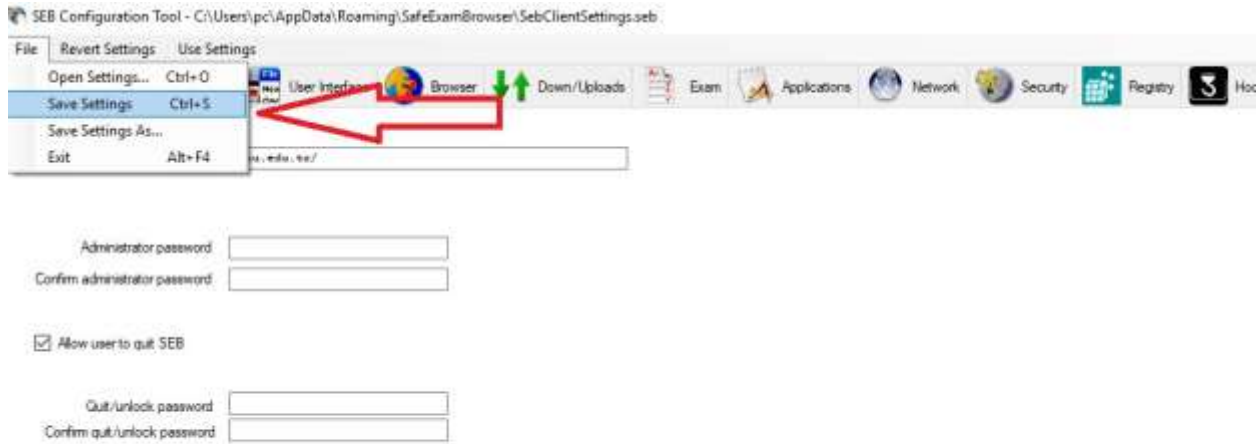 SEB Configuration Tool - C:\Users\pc\AppData\Roaming\SafeExamBrowser\SebClientSettings.seb
File Revert Settings Use Settings
Open Settings... Ctrl+O
Save Settings Ctrl+S
Save Settings As...
Exit Alt+F4
User Interface Browser Down/Uploads Exam Applications Network Security Registry Hoo
Administrator password
Confirm administrator password
Allow user to quit SEB
Quit/unlock password
Confirm quit/unlock password